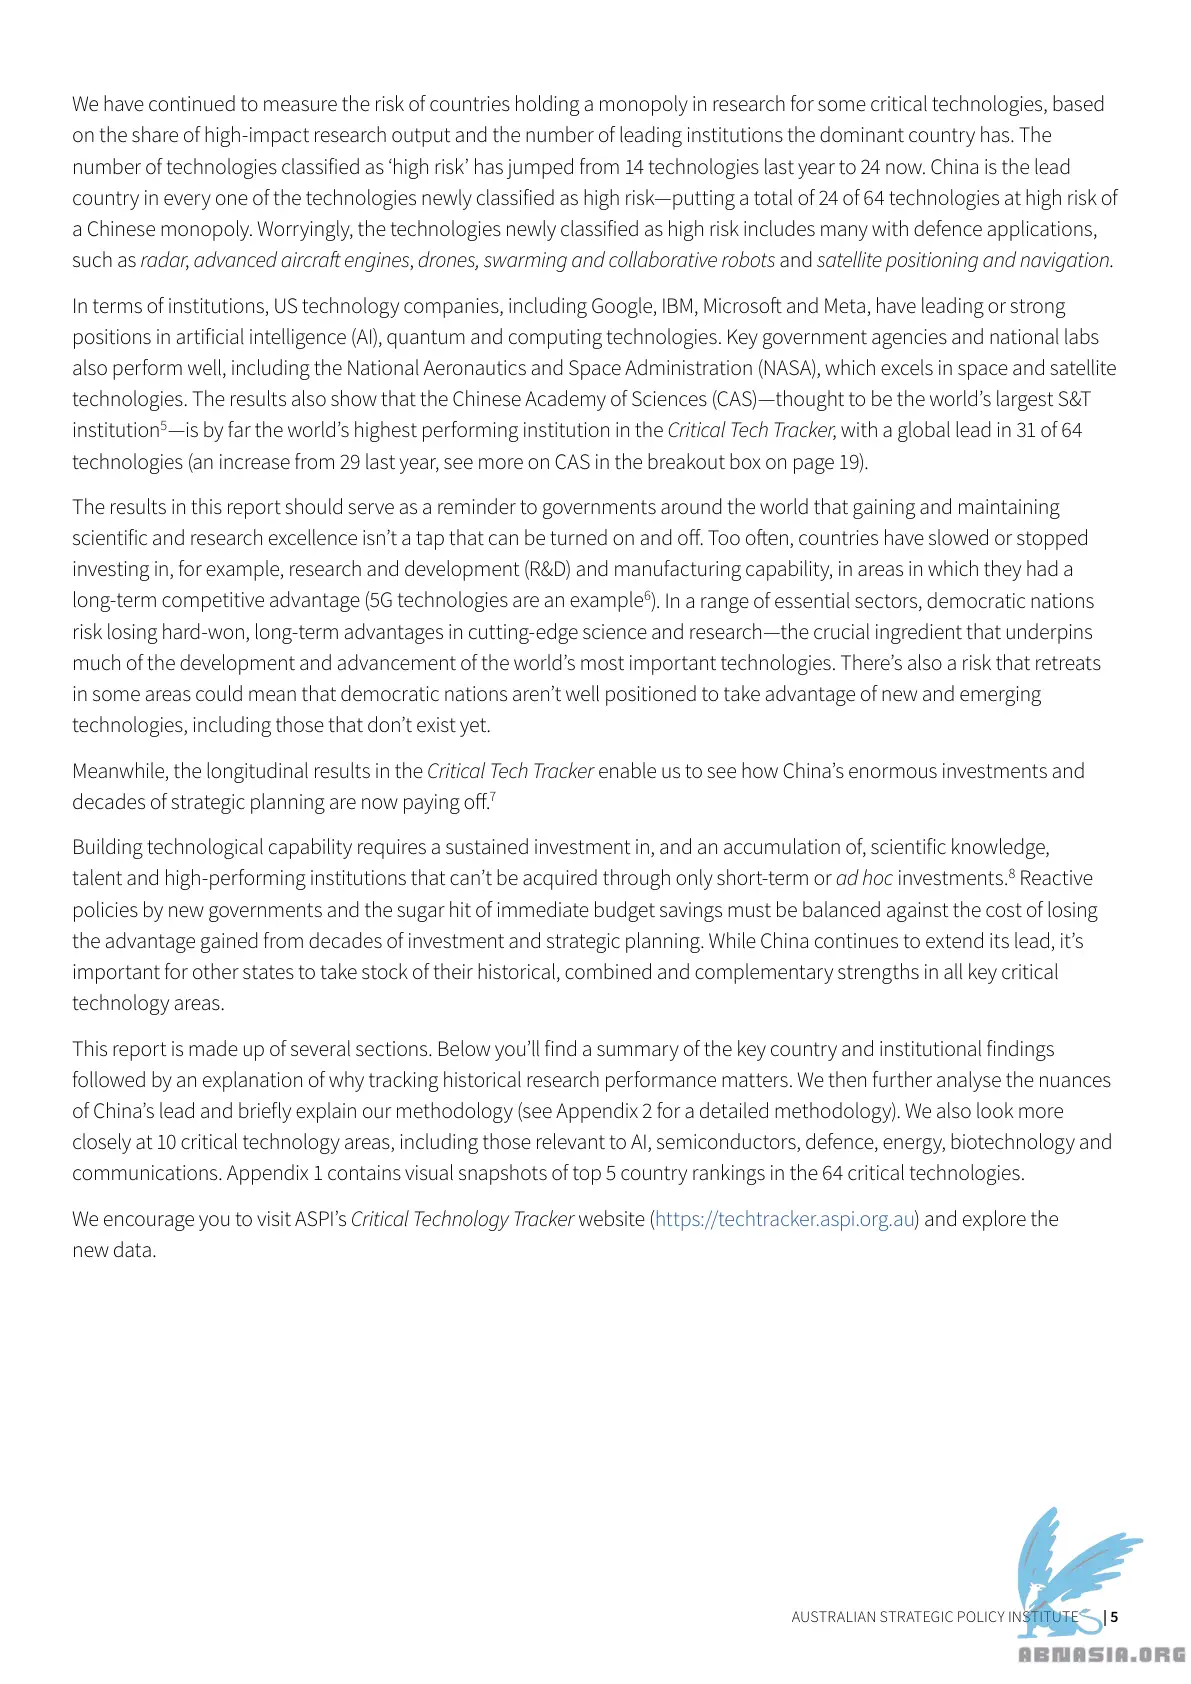 We have continued to measure the risk of countries holding a monopoly in research for some critical technologies, based
on the share of high-impact research output and the number of leading institutions the dominant country has. The
number of technologies classified as ‘high risk’ has jumped from 14 technologies last year to 24 now. China is the lead
country in every one of the technologies newly classified as high risk—putting a total of 24 of 64 technologies at high risk of
a Chinese monopoly. Worryingly, the technologies newly classified as high risk includes many with defence applications,
such as radar, advanced aircraft engines, drones, swarming and collaborative robots and satellite positioning and navigation.
In terms of institutions, US technology companies, including Google, IBM, Microsoft and Meta, have leading or strong
positions in artificial intelligence (AI), quantum and computing technologies. Key government agencies and national labs
also perform well, including the National Aeronautics and Space Administration (NASA), which excels in space and satellite
technologies. The results also show that the Chinese Academy of Sciences (CAS)—thought to be the world’s largest S&T
institution⁵—is by far the world’s highest performing institution in the Critical Tech Tracker, with a global lead in 31 of 64
technologies (an increase from 29 last year, see more on CAS in the breakout box on page 19).
The results in this report should serve as a reminder to governments around the world that gaining and maintaining
scientific and research excellence isn’t a tap that can be turned on and off. Too often, countries have slowed or stopped
investing in, for example, research and development (R&D) and manufacturing capability, in areas in which they had a
long-term competitive advantage (5G technologies are an example⁶). In a range of essential sectors, democratic nations
risk losing hard-won, long-term advantages in cutting-edge science and research—the crucial ingredient that underpins
much of the development and advancement of the world’s most important technologies. There’s also a risk that retreats
in some areas could mean that democratic nations aren’t well positioned to take advantage of new and emerging
technologies, including those that don’t exist yet.
Meanwhile, the longitudinal results in the Critical Tech Tracker enable us to see how China’s enormous investments and
decades of strategic planning are now paying off.⁷
Building technological capability requires a sustained investment in, and an accumulation of, scientific knowledge,
talent and high-performing institutions that can’t be acquired through only short-term or ad hoc investments.⁸ Reactive
policies by new governments and the sugar hit of immediate budget savings must be balanced against the cost of losing
the advantage gained from decades of investment and strategic planning. While China continues to extend its lead, it’s
important for other states to take stock of their historical, combined and complementary strengths in all key critical
technology areas.
This report is made up of several sections. Below you’ll find a summary of the key country and institutional findings
followed by an explanation of why tracking historical research performance matters. We then further analyse the nuances
of China’s lead and briefly explain our methodology (see Appendix 2 for a detailed methodology). We also look more
closely at 10 critical technology areas, including those relevant to AI, semiconductors, defence, energy, biotechnology and
communications. Appendix 1 contains visual snapshots of top 5 country rankings in the 64 critical technologies.
We encourage you to visit ASPI’s Critical Technology Tracker website (https://techtracker.aspi.org.au) and explore the
new data.
AUSTRALIAN STRATEGIC POLICY INSTITUTE | 5
ABNASIA.ORG